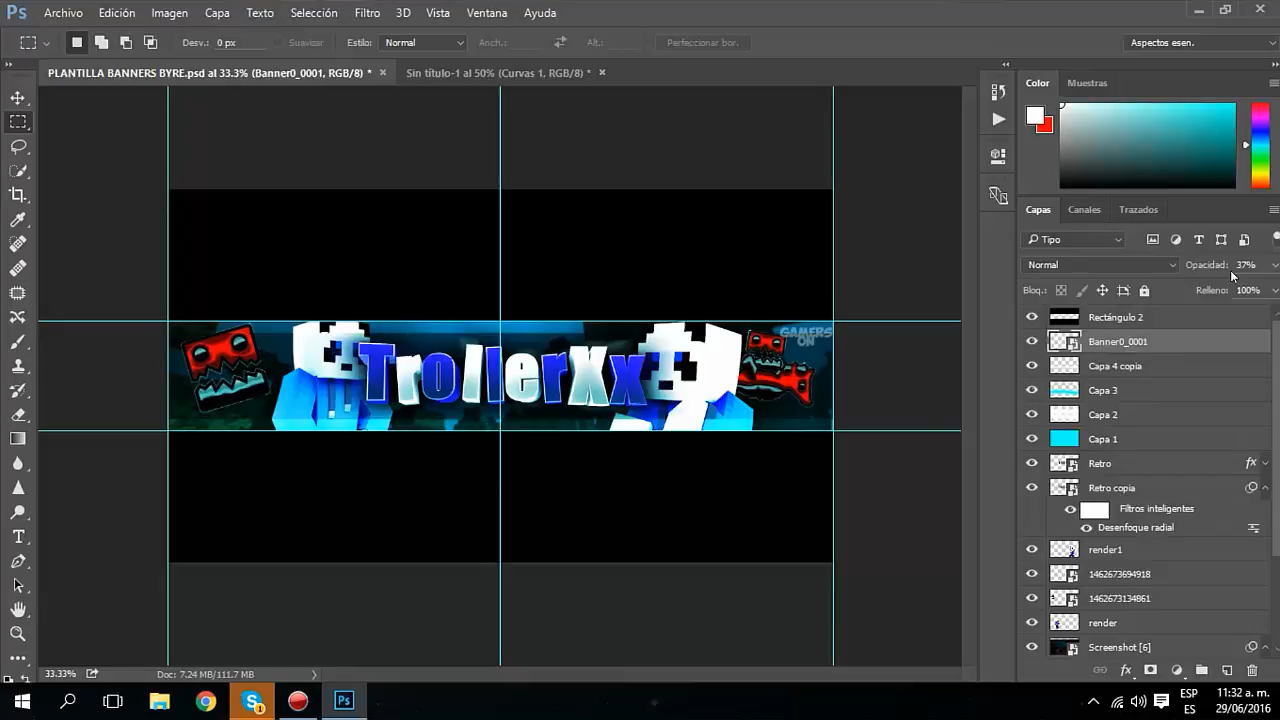 Ps Archivo Edición Imagen Capa Texto Selección Filtro 3D Vista Ventana Ayuda
Desv.: 0 px Suavizar Estilo: Normal Anch.: Alt.: Perfeccionar bor. Aspectos esen.
PLANTILLA BANNERS BYRE.psd al 33.3% (Banner0_0001, RGB/8) * × Sin título-1 al 50% (Curvas 1, RGB/8) * ×
Color Muestras
Capas Canales Trazados
Tipo
Normal Opacidad: 37%
Bloq.: Relleno: 100%
Rectángulo 2
Banner0_0001
Capa 4 copia
Capa 3
Capa 2
Capa 1
Retro fx
Retro copia
Filtros inteligentes
Desenfoque radial
render1
1462673694918
1462673134861
render
Screenshot [6]
GAMERS
ON
TrollerXx
33.33% Doc: 7.24 MB/111.7 MB
fx
Ps
ESP 11:32 a. m.
ES 29/06/2016